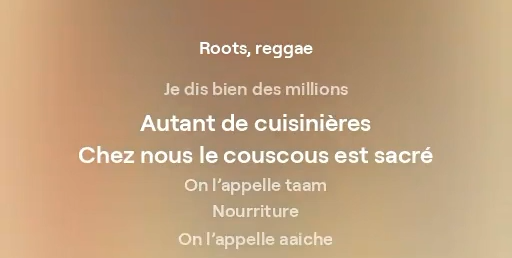 Roots, reggae
Je dis bien des millions
Autant de cuisinières
Chez nous le couscous est sacré
On l’appelle taam
Nourriture
On l’appelle aaiche